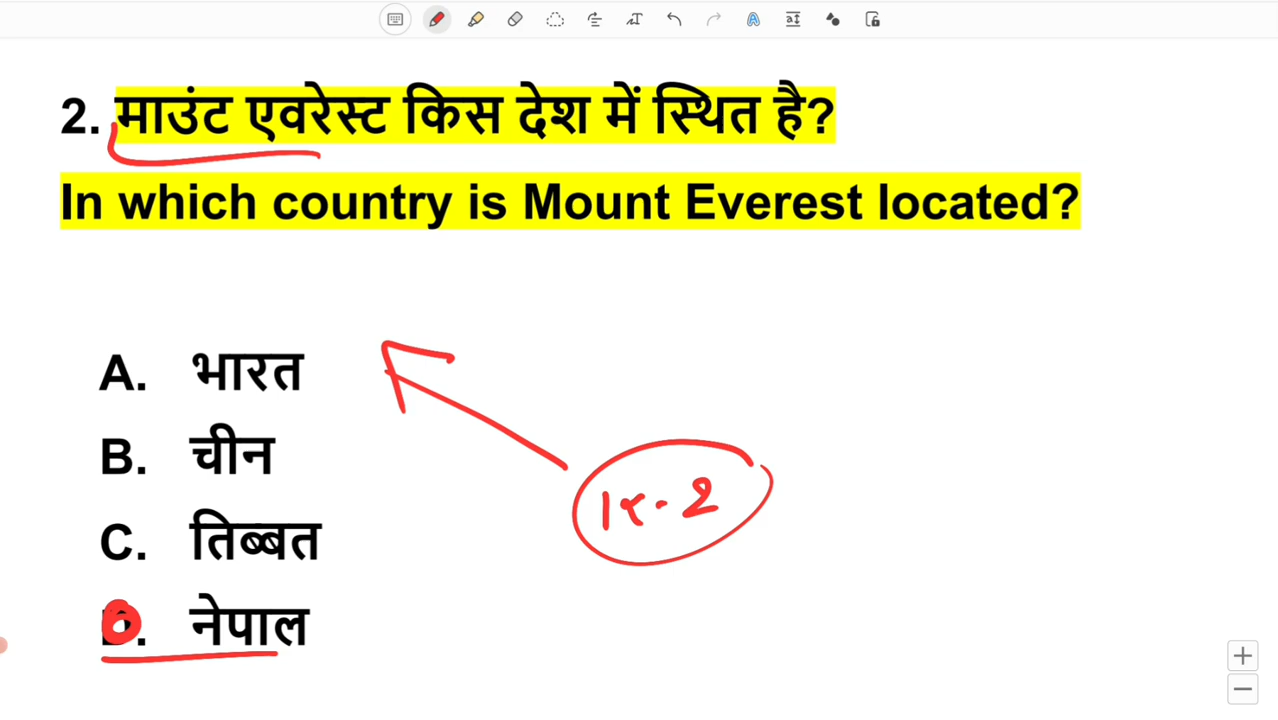 2. माउंट एवरेस्ट किस देश में स्थित है?
In which country is Mount Everest located?
A. भारत
B. चीन
C. तिब्बत
D. नेपाल